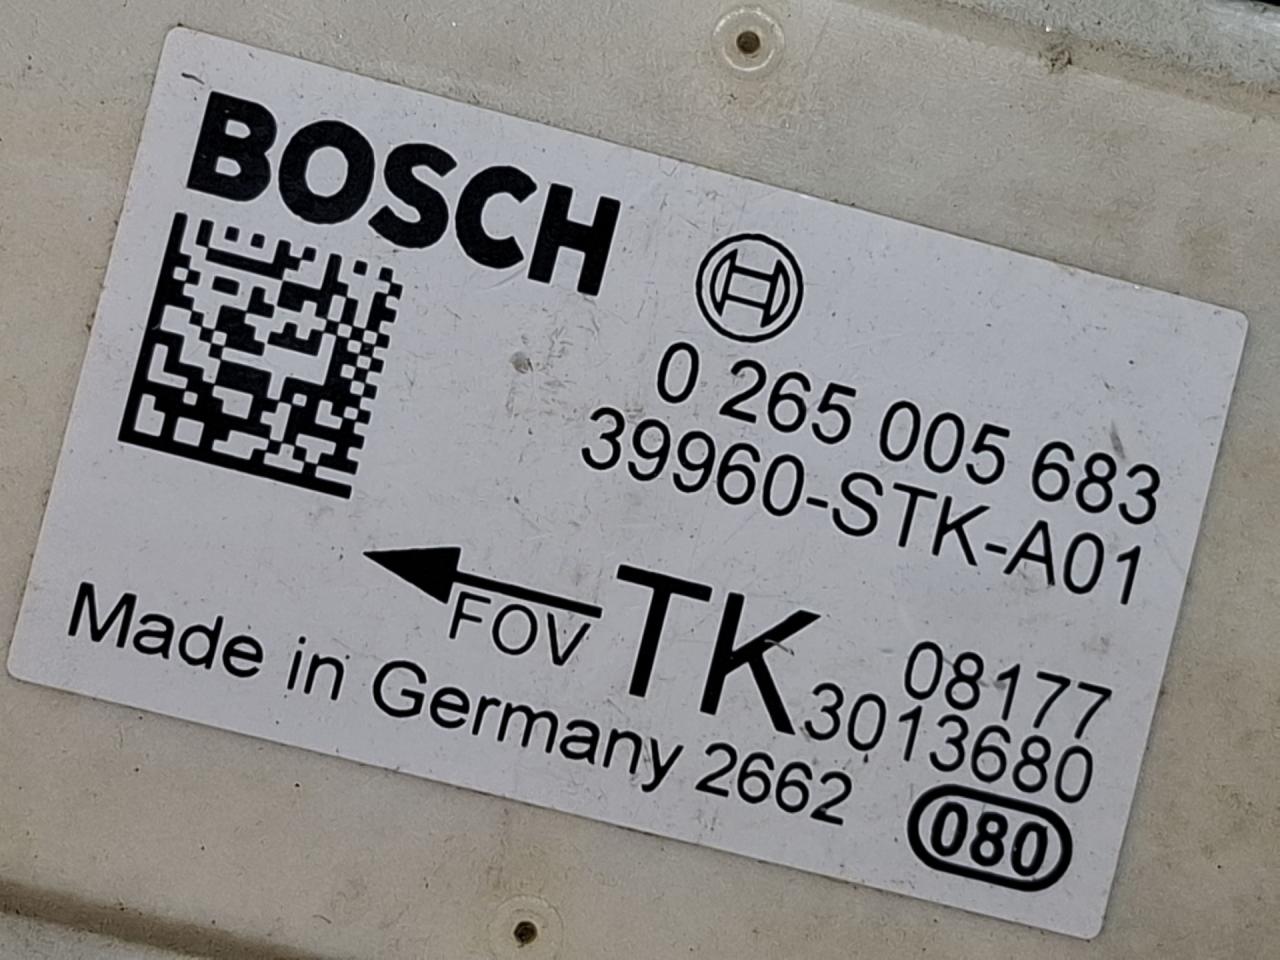 BOSCH
0 265 005 683
39960-STK-A01
FOV
TK
08177
3013680
Made in Germany 2662
080